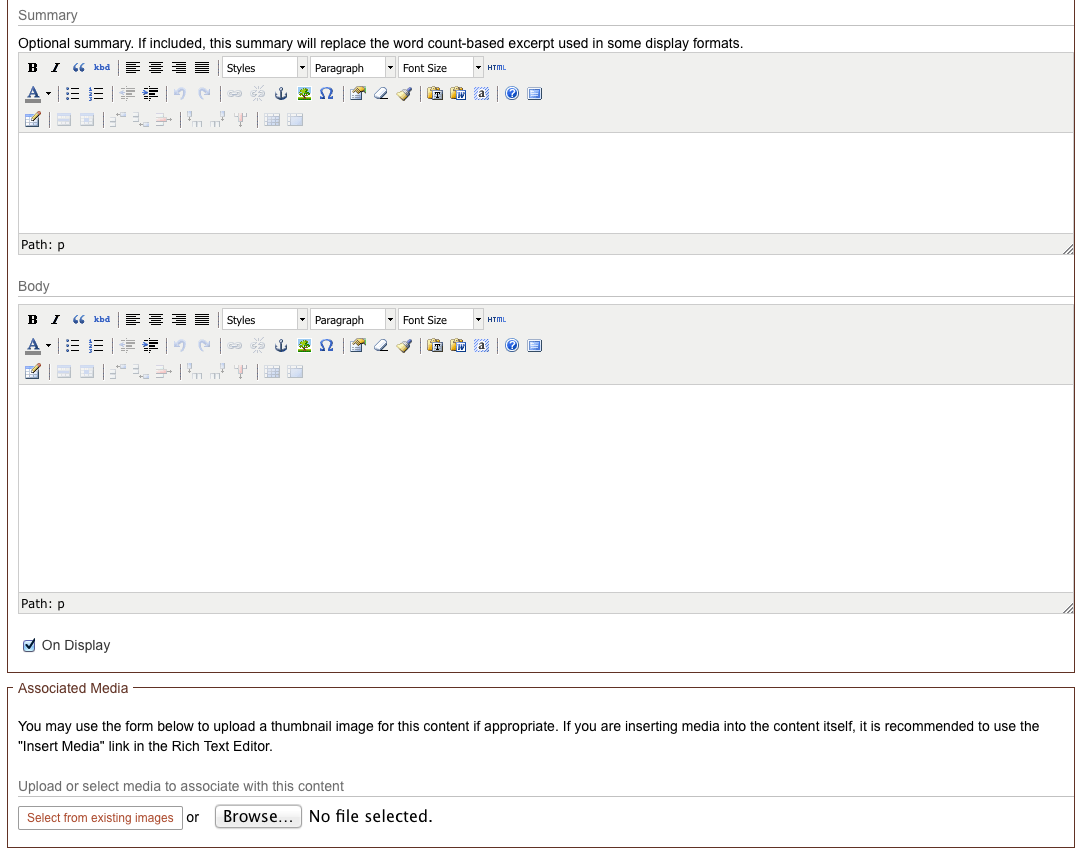 Summary
Optional summary. If included, this summary will replace the word count-based excerpt used in some display formats.
B I “ kbd Styles Paragraph Font Size HTML
A Ω T W a ?
Path: p
Body
B I “ kbd Styles Paragraph Font Size HTML
A Ω T W a ?
Path: p
On Display
Associated Media
You may use the form below to upload a thumbnail image for this content if appropriate. If you are inserting media into the content itself, it is recommended to use the
"Insert Media" link in the Rich Text Editor.
Upload or select media to associate with this content
Select from existing images or Browse... No file selected.